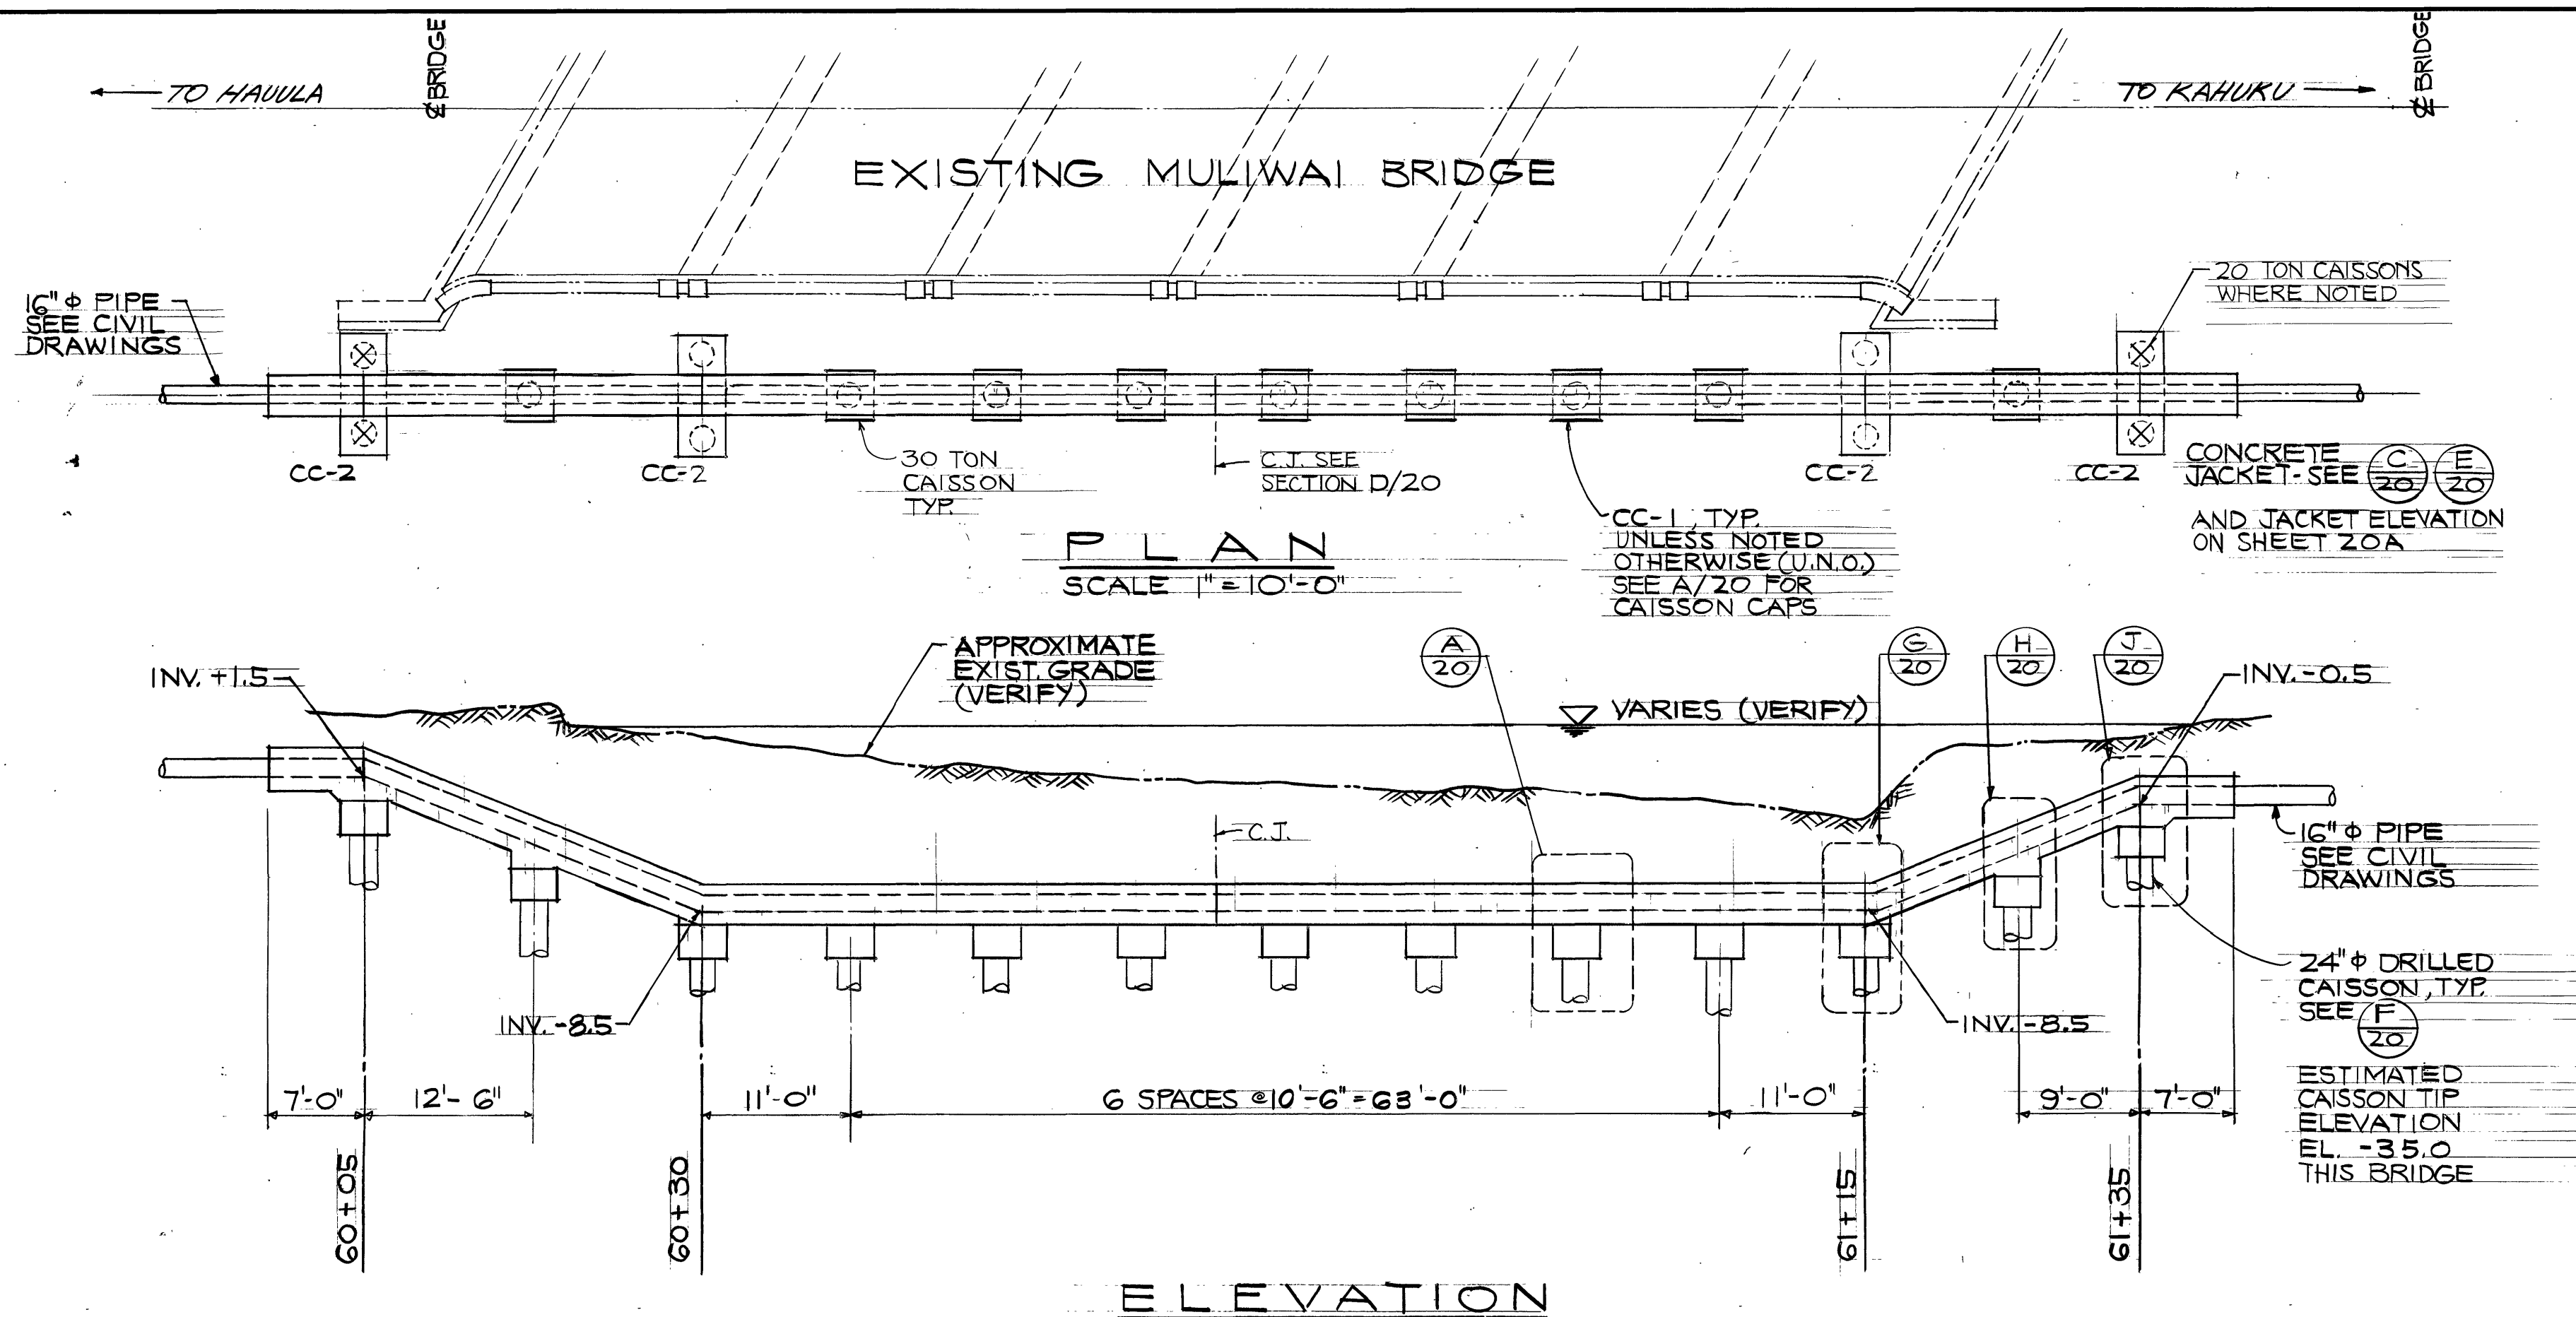 TO HAUULA
℄ BRIDGE
TO KAHUKU
℄ BRIDGE
EXISTING MULIWAI BRIDGE
16"φ PIPE
SEE CIVIL
DRAWINGS
20 TON CAISSONS
WHERE NOTED
CC-2
CC-2
30 TON
CAISSON
TYP.
C.J. SEE
SECTION D/20
CC-1, TYP.
UNLESS NOTED
OTHERWISE (U.N.O.)
SEE A/20 FOR
CAISSON CAPS
CC-2
CC-2
CONCRETE
JACKET-SEE C/20 E/20
AND JACKET ELEVATION
ON SHEET 20A
PLAN
SCALE 1"=10'-0"
INV. +1.5
APPROXIMATE
EXIST. GRADE
(VERIFY)
A
20
VARIES (VERIFY)
G
20
H
20
J
20
INV.-0.5
C.J.
16"φ PIPE
SEE CIVIL
DRAWINGS
INV.-8.5
INV.-8.5
24"φ DRILLED
CAISSON, TYP.
SEE F/20
ESTIMATED
CAISSON TIP
ELEVATION
EL. -35.0
THIS BRIDGE
7'-0" 12'-6" 11'-0" 6 SPACES @10'-6"=63'-0" 11'-0" 9'-0" 7'-0"
60+05
60+30
61+15
61+35
ELEVATION